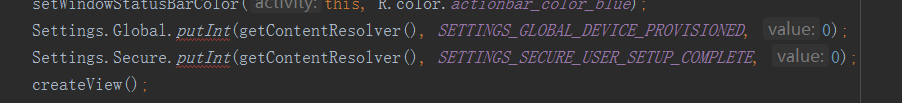 setWindowStatusBarColor( activity: this, R.color.actionbar_color_blue);
Settings.Global.putInt(getContentResolver(), SETTINGS_GLOBAL_DEVICE_PROVISIONED, value: 0);
Settings.Secure.putInt(getContentResolver(), SETTINGS_SECURE_USER_SETUP_COMPLETE, value: 0);
createView();